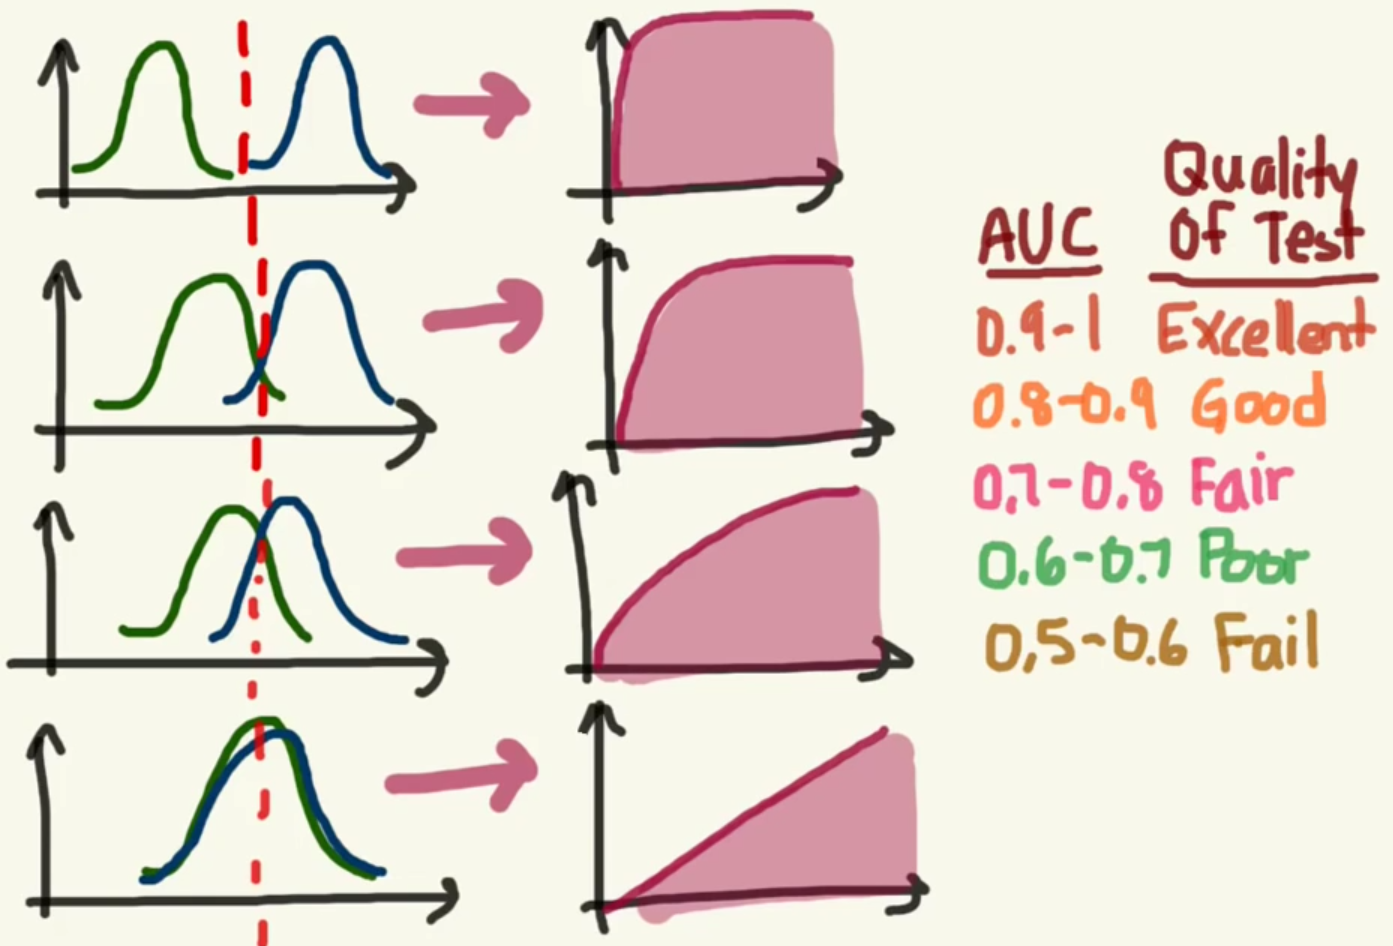 Quality
AUC Of Test
0.9-1 Excellent
0.8-0.9 Good
0,7-0.8 Fair
0.6-0.7 Poor
0,5-0.6 Fail